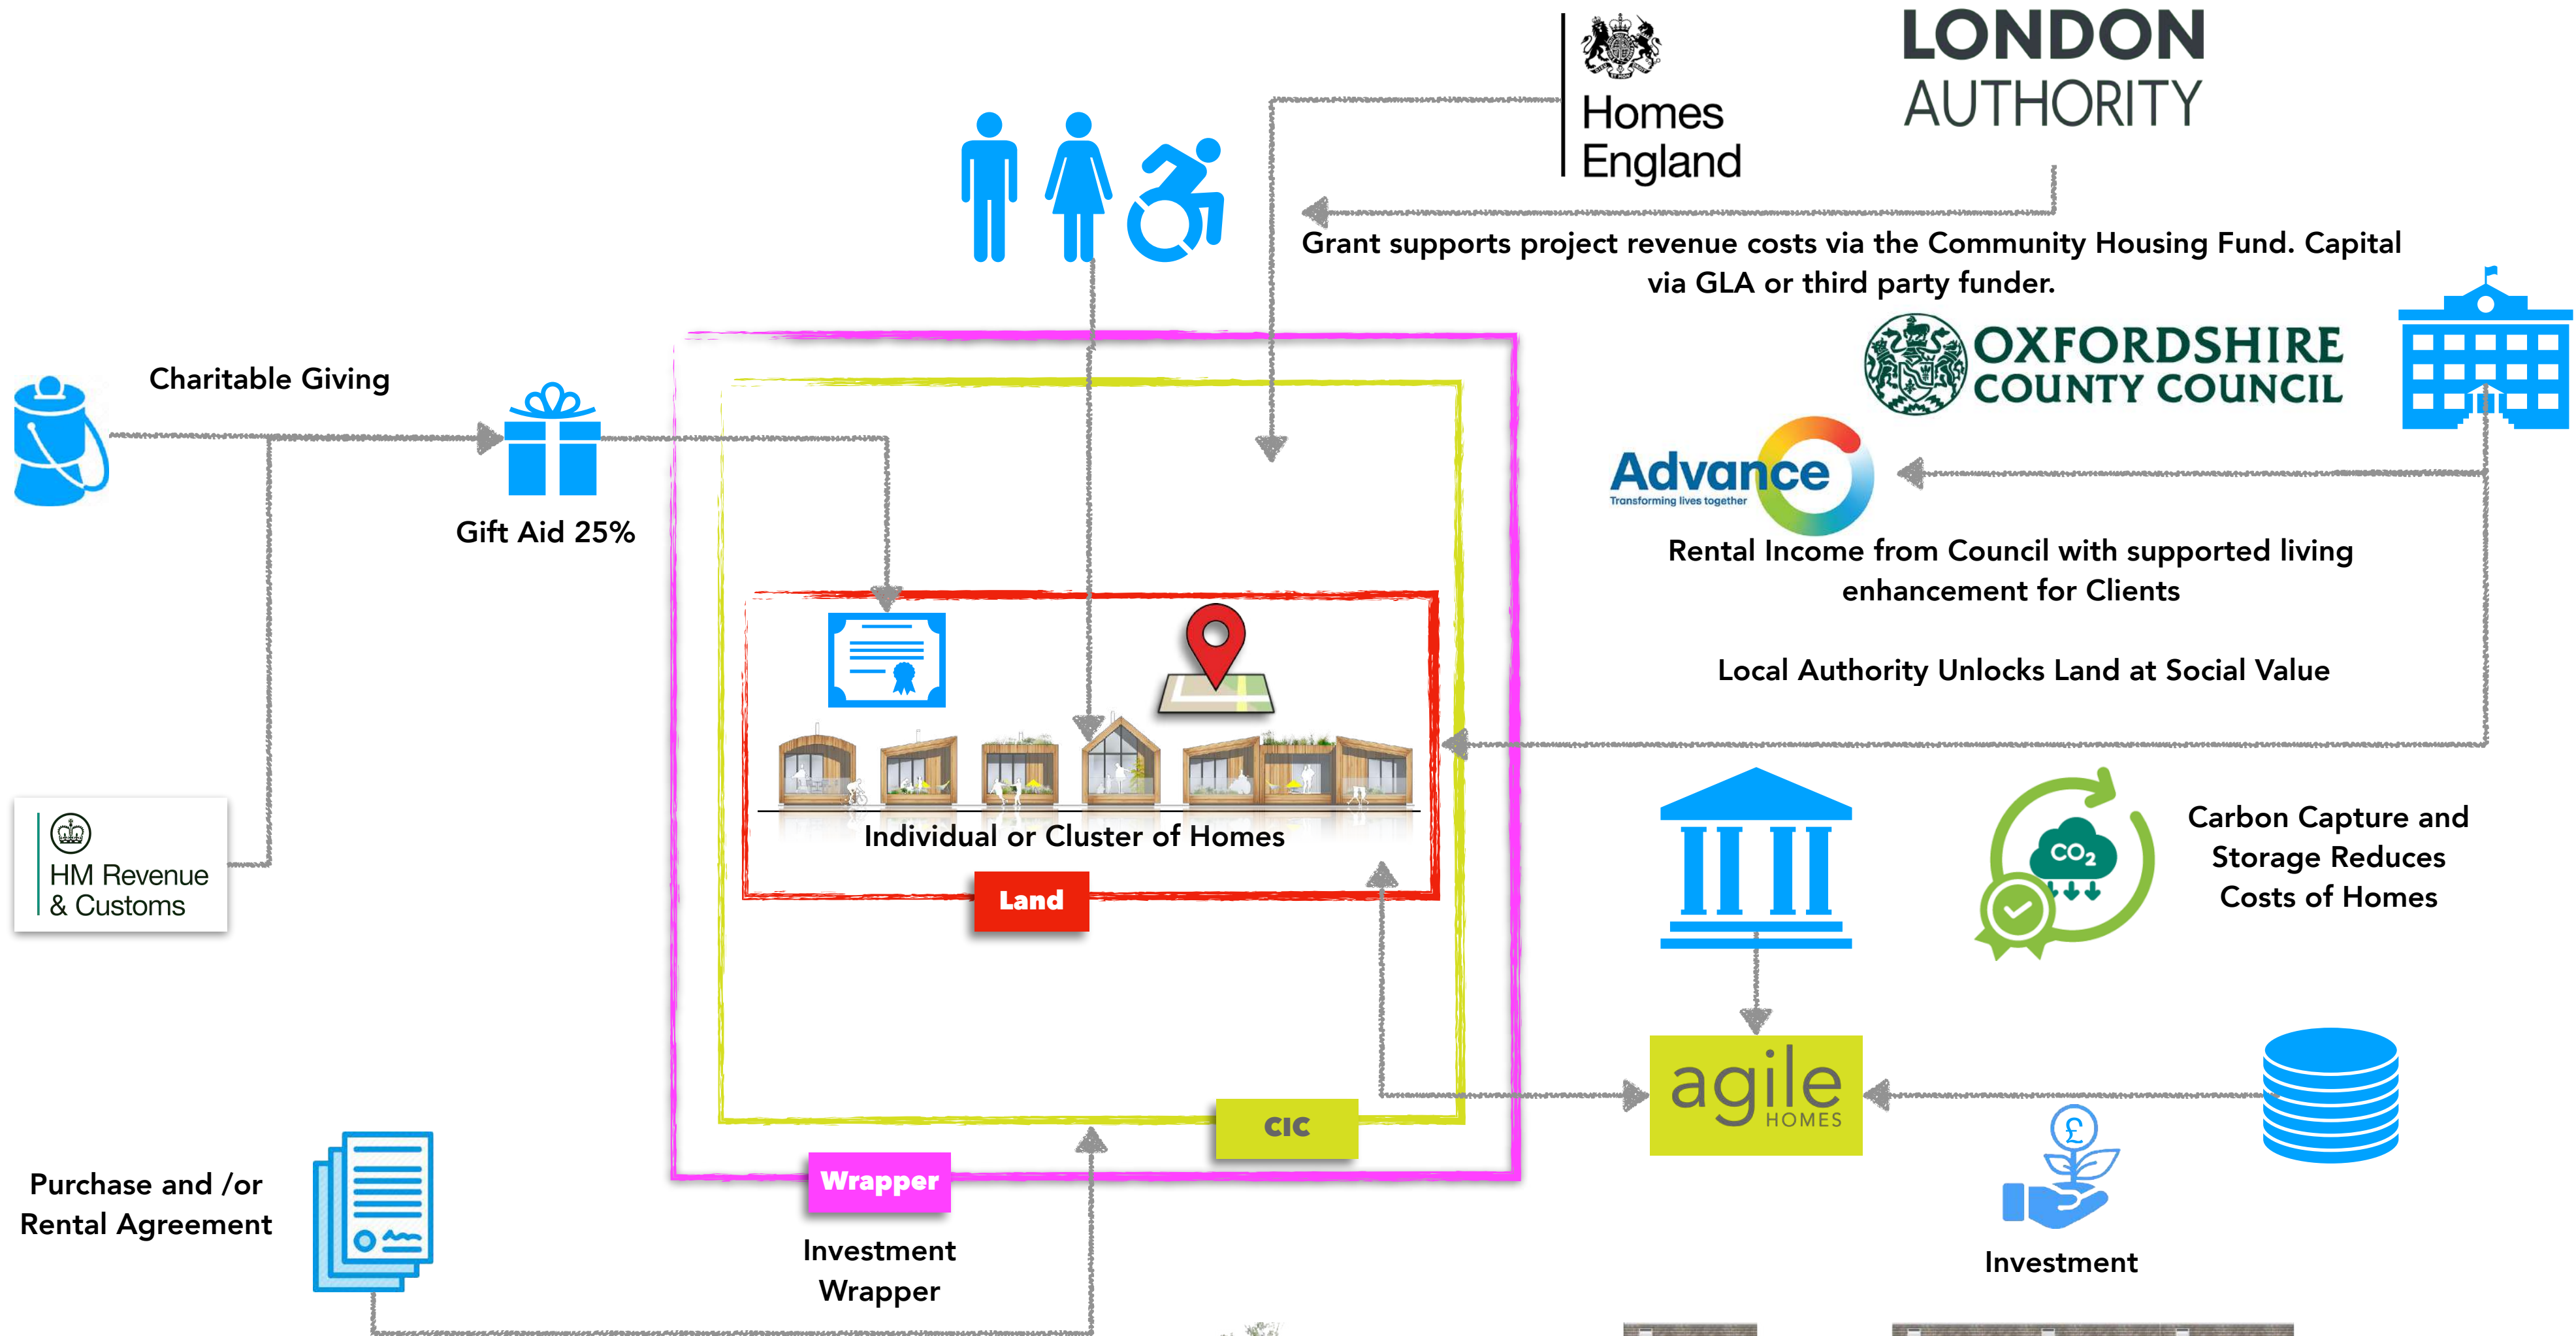 LONDON
AUTHORITY
Homes
England
Grant supports project revenue costs via the Community Housing Fund. Capital
via GLA or third party funder.
OXFORDSHIRE
COUNTY COUNCIL
Charitable Giving
Gift Aid 25%
Advance
Transforming lives together
Rental Income from Council with supported living
enhancement for Clients
Local Authority Unlocks Land at Social Value
HM Revenue
& Customs
Individual or Cluster of Homes
Land
CO2
Carbon Capture and
Storage Reduces
Costs of Homes
agile
HOMES
CIC
Wrapper
Investment
Wrapper
Purchase and /or
Rental Agreement
£
Investment